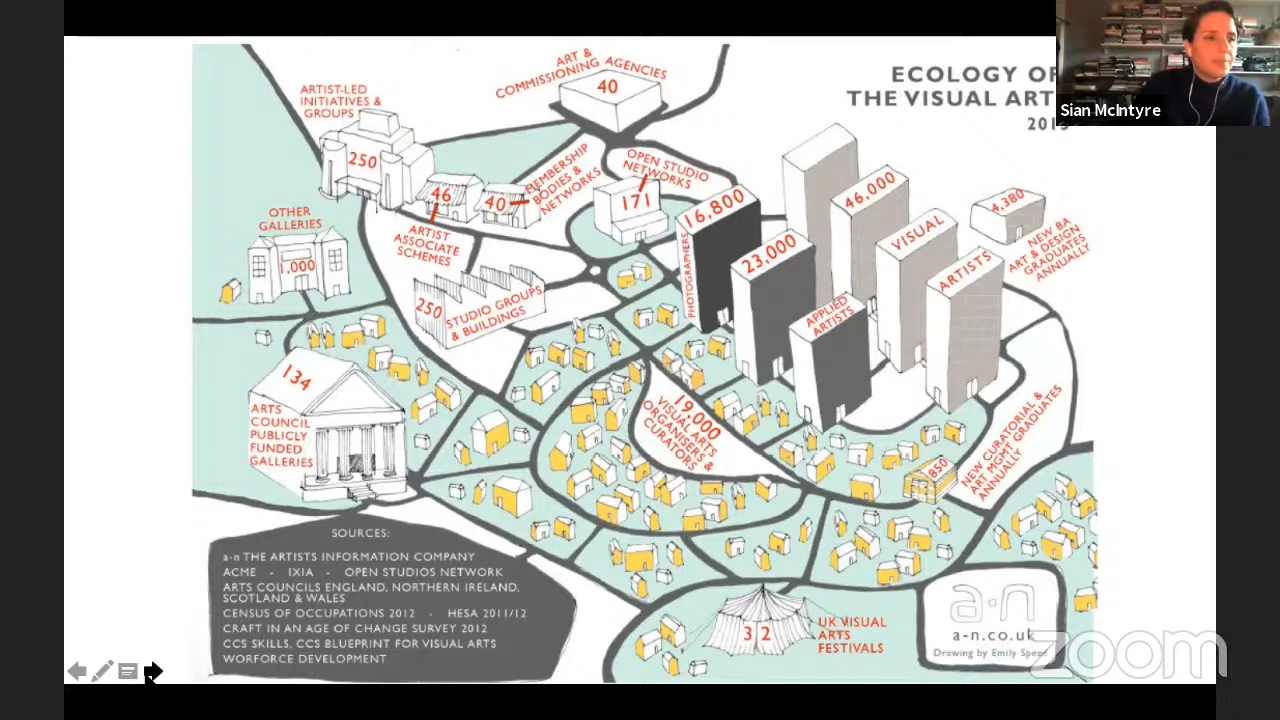 ECOLOGY OF
THE VISUAL ART
Sian McIntyre
ART &
COMMISSIONING AGENCIES
40
ARTIST-LED
INITIATIVES &
GROUPS
250
46
ARTIST
ASSOCIATE
SCHEMES
40
MEMBERSHIP
BODIES &
NETWORKS
OPEN STUDIO
NETWORKS
171
OTHER
GALLERIES
1,000
250
STUDIO GROUPS
& BUILDINGS
16,800
PHOTOGRAPHERS
23,000
APPLIED
ARTISTS
46,000
VISUAL
ARTISTS
4,380
NEW BA
ART & DESIGN
GRADUATES
ANNUALLY
134
ARTS
COUNCIL
PUBLICLY
FUNDED
GALLERIES
19,000
VISUAL ARTS
ORGANISERS &
CURATORS
850
NEW CURATORIAL &
ART MGMT GRADUATES
ANNUALLY
SOURCES:
a-n THE ARTISTS INFORMATION COMPANY
ACME - IXIA - OPEN STUDIOS NETWORK
ARTS COUNCILS ENGLAND, NORTHERN IRELAND,
SCOTLAND & WALES
CENSUS OF OCCUPATIONS 2012 - HESA 2011/12
CRAFT IN AN AGE OF CHANGE SURVEY 2012
CCS SKILLS, CCS BLUEPRINT FOR VISUAL ARTS
WORFORCE DEVELOPMENT
32
UK VISUAL
ARTS
FESTIVALS
a-n
a-n.co.uk
Drawing by Emily Speed
zoom